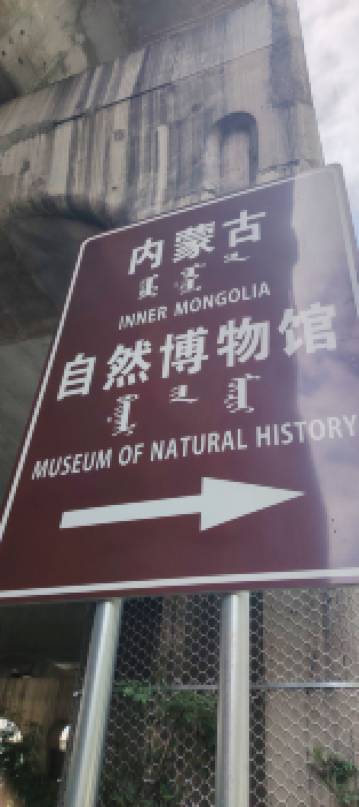 内蒙古
INNER MONGOLIA
自然博物馆
MUSEUM OF NATURAL HISTORY